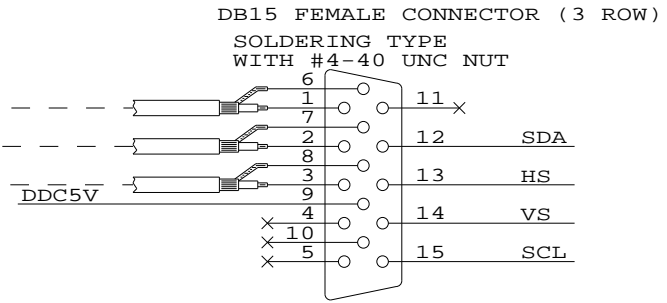 DB15 FEMALE CONNECTOR (3 ROW)
SOLDERING TYPE
WITH #4-40 UNC NUT
6
1
11
7
2
12
SDA
8
3
13
HS
DDC5V
9
4
14
VS
10
5
15
SCL